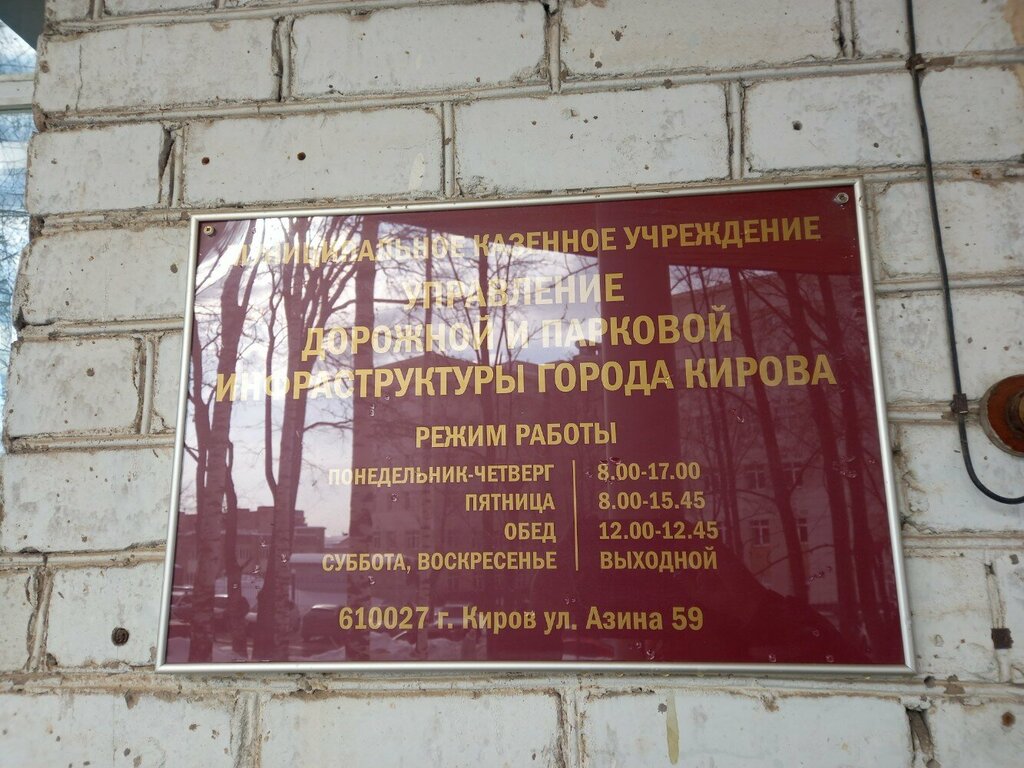 МУНИЦИПАЛЬНОЕ КАЗЕННОЕ УЧРЕЖДЕНИЕ
УПРАВЛЕНИЕ
ДОРОЖНОЙ И ПАРКОВОЙ
ИНФРАСТРУКТУРЫ ГОРОДА КИРОВА
РЕЖИМ РАБОТЫ
ПОНЕДЕЛЬНИК-ЧЕТВЕРГ 8.00-17.00
ПЯТНИЦА 8.00-15.45
ОБЕД 12.00-12.45
СУББОТА, ВОСКРЕСЕНЬЕ ВЫХОДНОЙ
610027 г. Киров ул. Азина 59